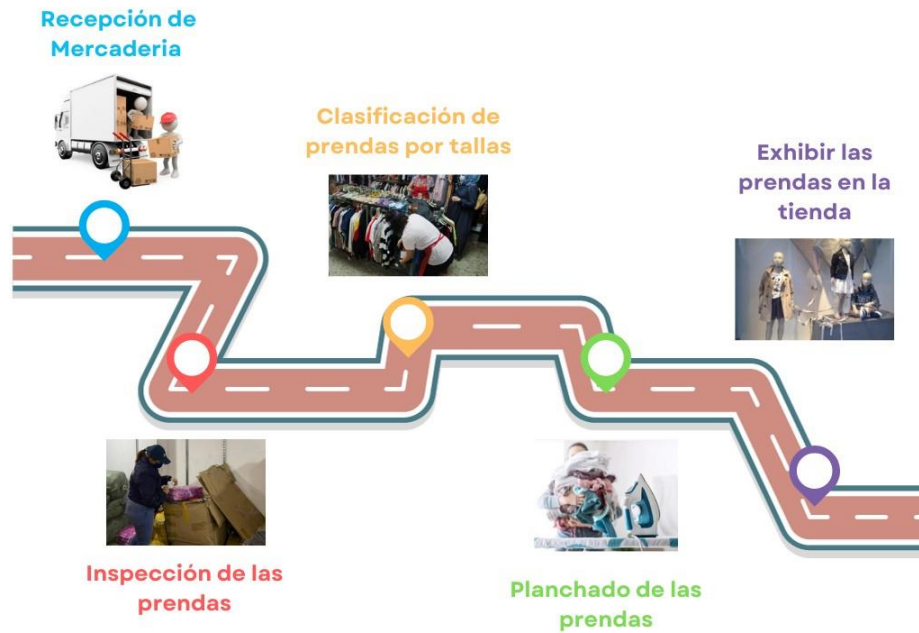 Recepción de
Mercaderia
Inspección de las
prendas
Clasificación de
prendas por tallas
Planchado de las
prendas
Exhibir las
prendas en la
tienda